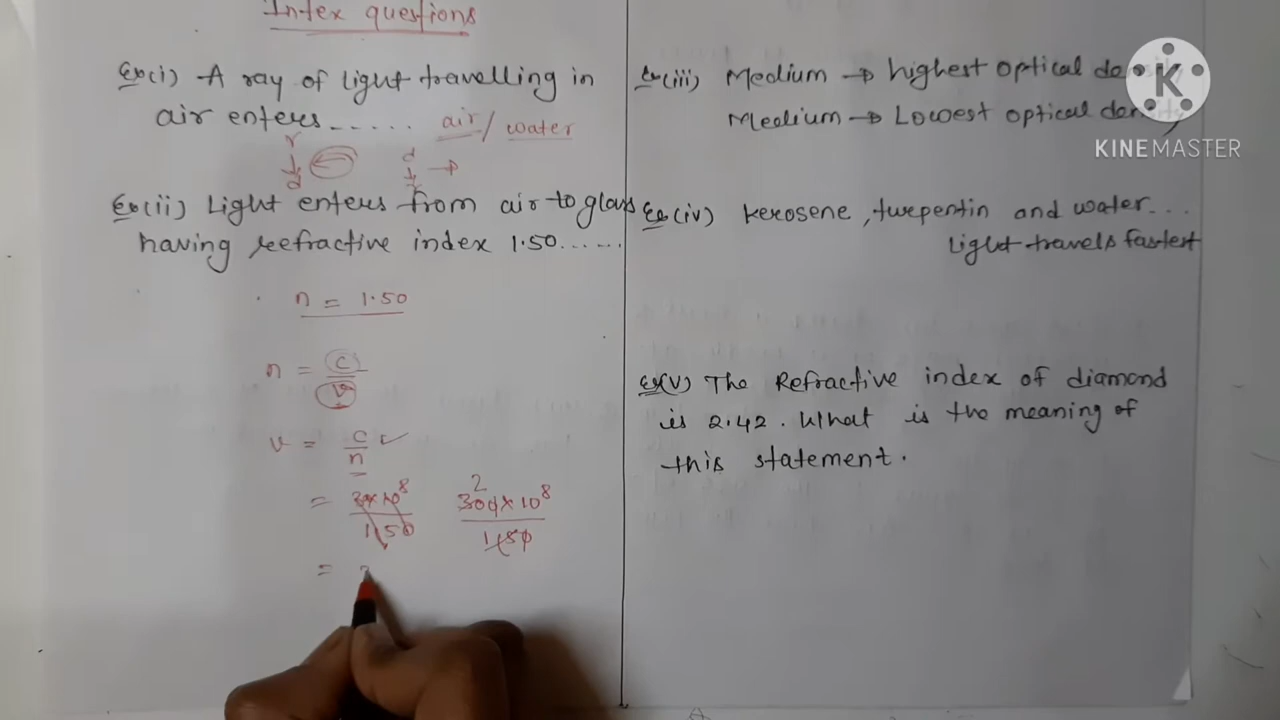 Intex questions
Ex(i) A ray of light travelling in
air enters..... air/water
r
d
d
r
Ex(ii) Light enters from air to glass
having refractive index 1.50......
n = 1.50
n = c/v
v = c/n
= 3×10⁸/1.50 300×10⁸/150
2
=
Ex(iii) Medium → highest optical density
Medium → Lowest optical density
Ex(iv) Kerosene, turpentin and water...
Light travels fastest
Ex(v) The Refractive index of diamond
is 2.42. What is the meaning of
this statement.
K
KINEMASTER